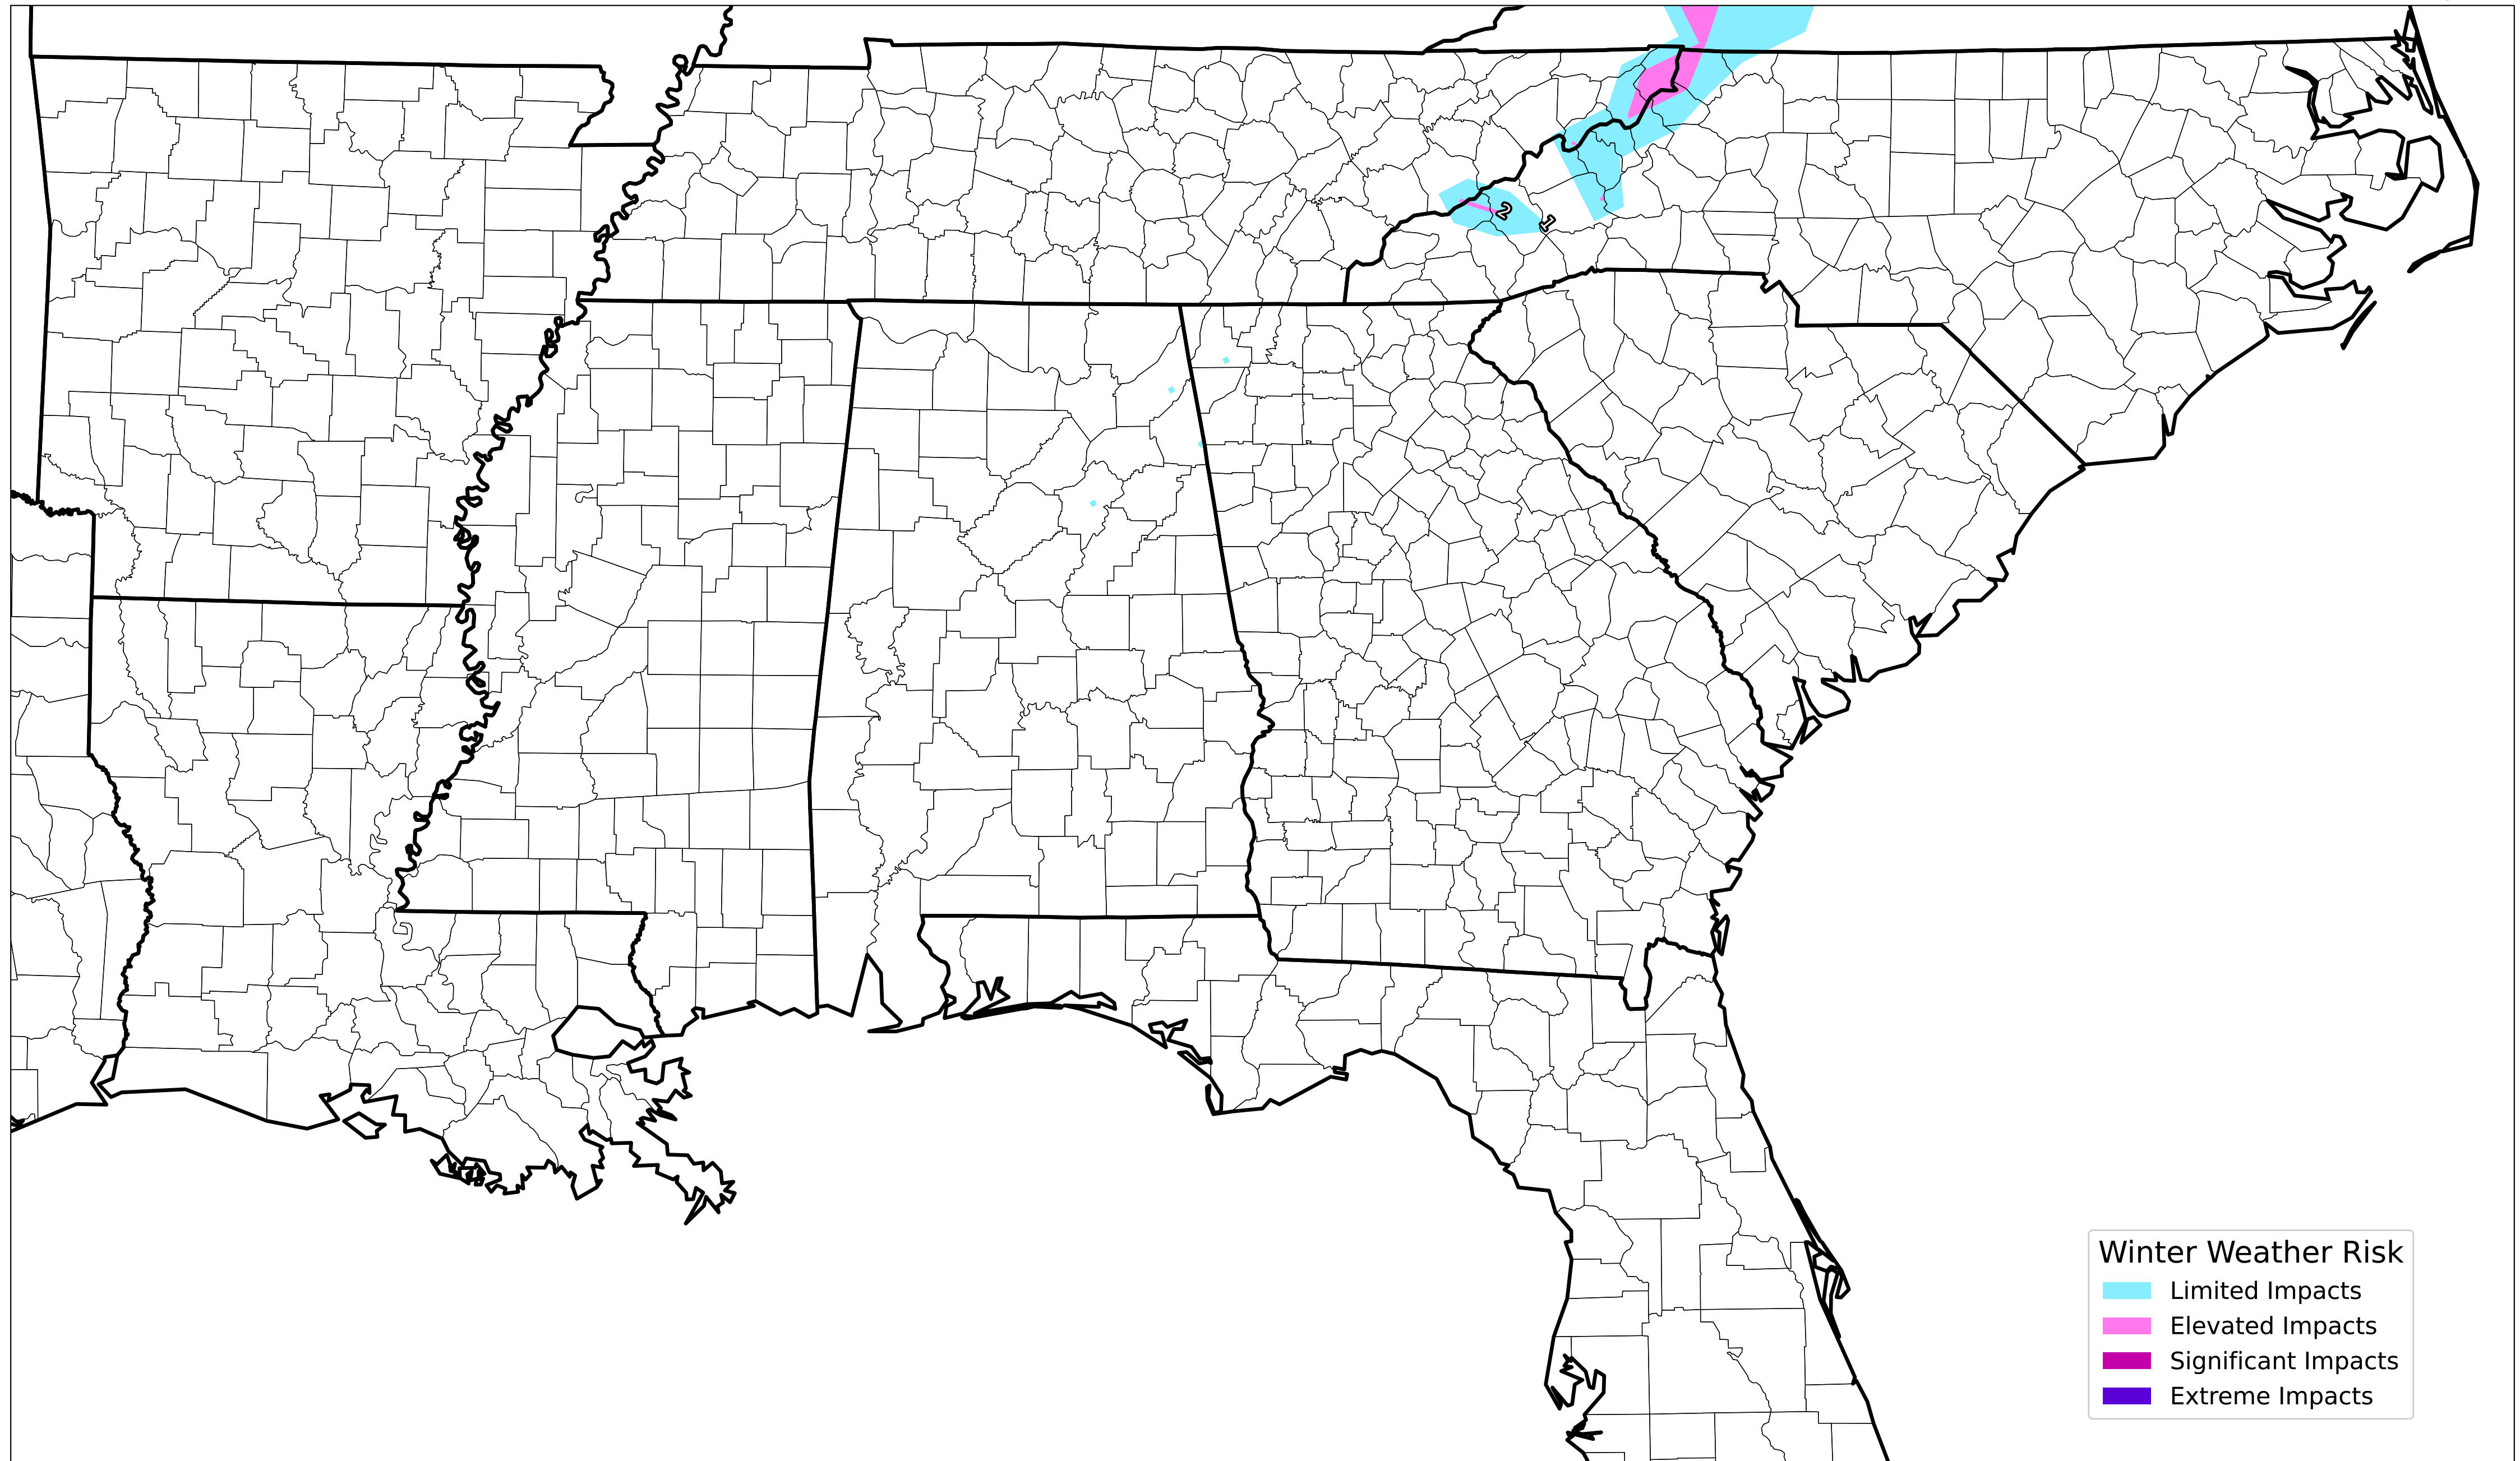 2
1
Winter Weather Risk
Limited Impacts
Elevated Impacts
Significant Impacts
Extreme Impacts